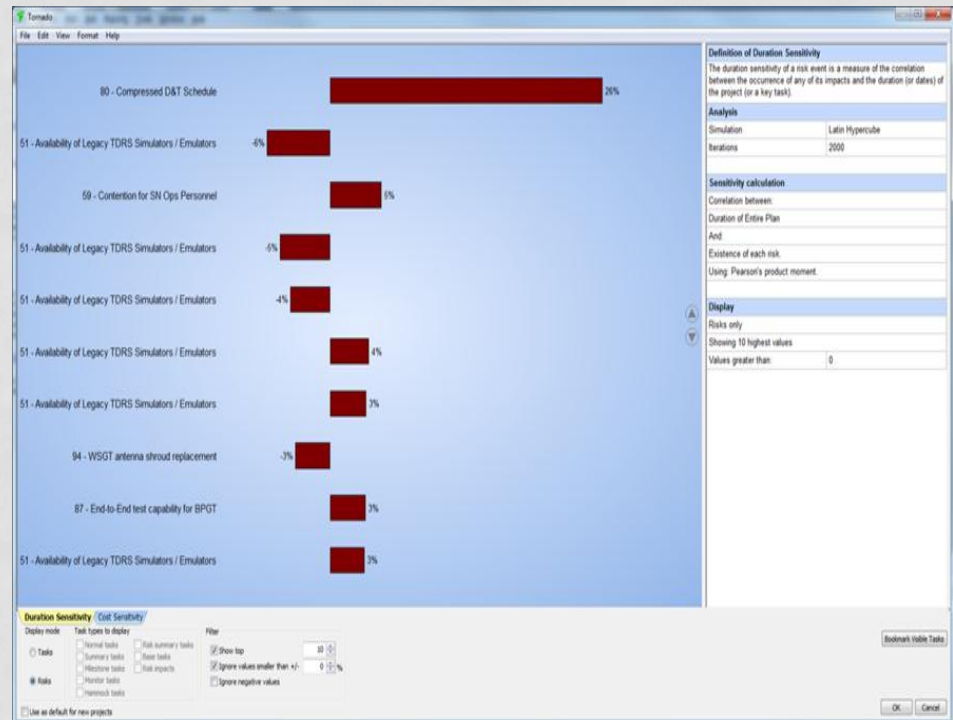 Tornado
File Edit View Format Help
80 - Compressed D&T Schedule
26%
51 - Availability of Legacy TDRS Simulators / Emulators
-6%
59 - Contention for SN Ops Personnel
5%
51 - Availability of Legacy TDRS Simulators / Emulators
-5%
51 - Availability of Legacy TDRS Simulators / Emulators
-4%
51 - Availability of Legacy TDRS Simulators / Emulators
4%
51 - Availability of Legacy TDRS Simulators / Emulators
3%
94 - WSGT antenna shroud replacement
-3%
87 - End-to-End test capability for BPGT
3%
51 - Availability of Legacy TDRS Simulators / Emulators
3%
Definition of Duration Sensitivity
The duration sensitivity of a risk event is a measure of the correlation
between the occurrence of any of its impacts and the duration (or dates) of
the project (or a key task).
Analysis
Simulation Latin Hypercube
Iterations 2000
Sensitivity calculation
Correlation between:
Duration of Entire Plan
And:
Existence of each risk.
Using: Pearson's product moment.
Display
Risks only
Showing 10 highest values
Values greater than: 0
Duration Sensitivity Cost Sensitivity
Display mode
Tasks
Risks
Task types to display
Normal tasks
Summary tasks
Milestone tasks
Monitor tasks
Hammock tasks
Risk summary tasks
Base tasks
Risk impacts
Filter
Show top 10
Ignore values smaller than +/- 0 %
Ignore negative values
Bookmark Visible Tasks
Use as default for new projects
OK Cancel